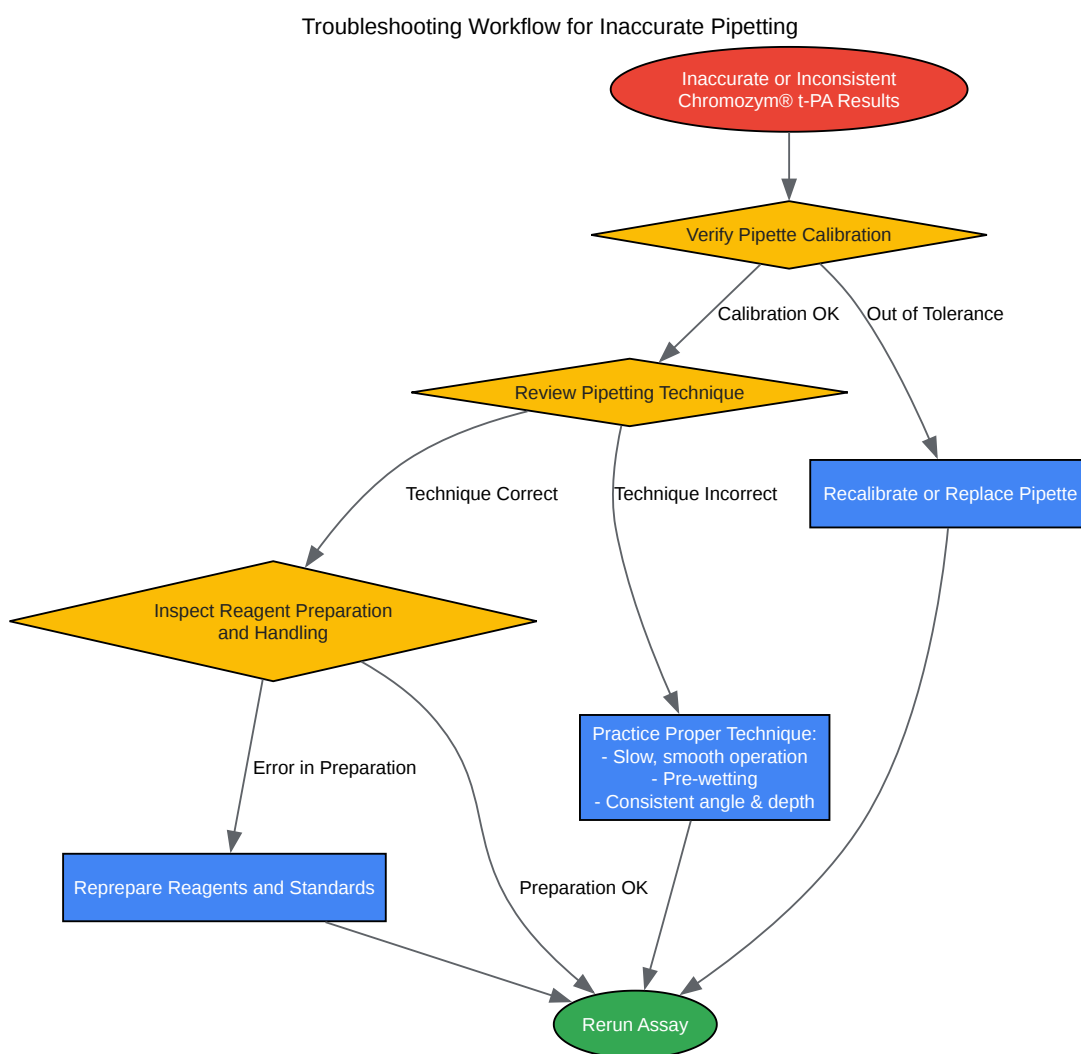 Troubleshooting Workflow for Inaccurate Pipetting
Inaccurate or Inconsistent
Chromozym® t-PA Results
Verify Pipette Calibration
Calibration OK
Out of Tolerance
Review Pipetting Technique
Technique Correct
Technique Incorrect
Recalibrate or Replace Pipette
Inspect Reagent Preparation
and Handling
Practice Proper Technique:
- Slow, smooth operation
- Pre-wetting
- Consistent angle & depth
Error in Preparation
Reprepare Reagents and Standards
Preparation OK
Rerun Assay